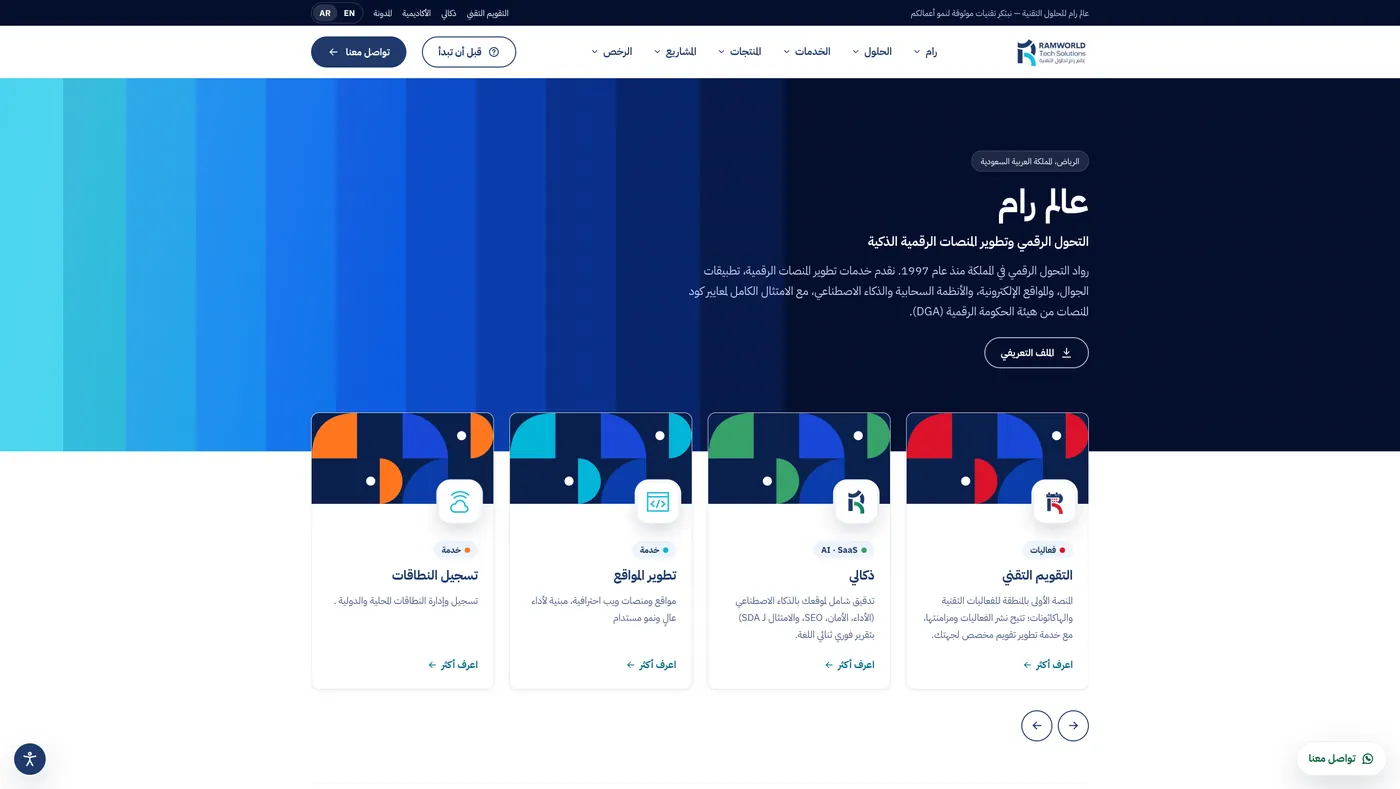 عالم رام للحلول التقنية — نبتكر تقنيات موثوقة لنمو أعمالكم
التقويم التقني
ذكالي
الأكاديمية
المدونة
EN
AR
RAMWORLD
Tech Solutions
عالم رام لحلول التقنية
رام
الحلول
الخدمات
المنتجات
المشاريع
الرخص
قبل أن تبدأ
تواصل معنا
الرياض، المملكة العربية السعودية
عالم رام
التحول الرقمي وتطوير المنصات الرقمية الذكية
رواد التحول الرقمي في المملكة منذ عام 1997. نقدم خدمات تطوير المنصات الرقمية، تطبيقات
الجوال، والمواقع الإلكترونية، والأنظمة السحابية والذكاء الاصطناعي، مع الامتثال الكامل لمعايير كود
المنصات من هيئة الحكومة الرقمية (DGA).
الملف التعريفي
فعاليات
التقويم التقني
المنصة الأولى بالمنطقة للفعاليات التقنية
والهاكاثونات؛ تتيح نشر الفعاليات ومزامنتها،
مع خدمة تطوير تقويم مخصص لجهتك.
اعرف أكثر
AI · SaaS
ذكالي
تدقيق شامل لموقعك بالذكاء الاصطناعي
(الأداء، الأمان، SEO، والامتثال لـ SDA)
بتقرير فوري ثنائي اللغة.
اعرف أكثر
خدمة
تطوير المواقع
مواقع ومنصات ويب احترافية، مبنية لأداء
عالٍ ونمو مستدام
اعرف أكثر
خدمة
تسجيل النطاقات
تسجيل وإدارة النطاقات المحلية والدولية .
اعرف أكثر
تواصل معنا